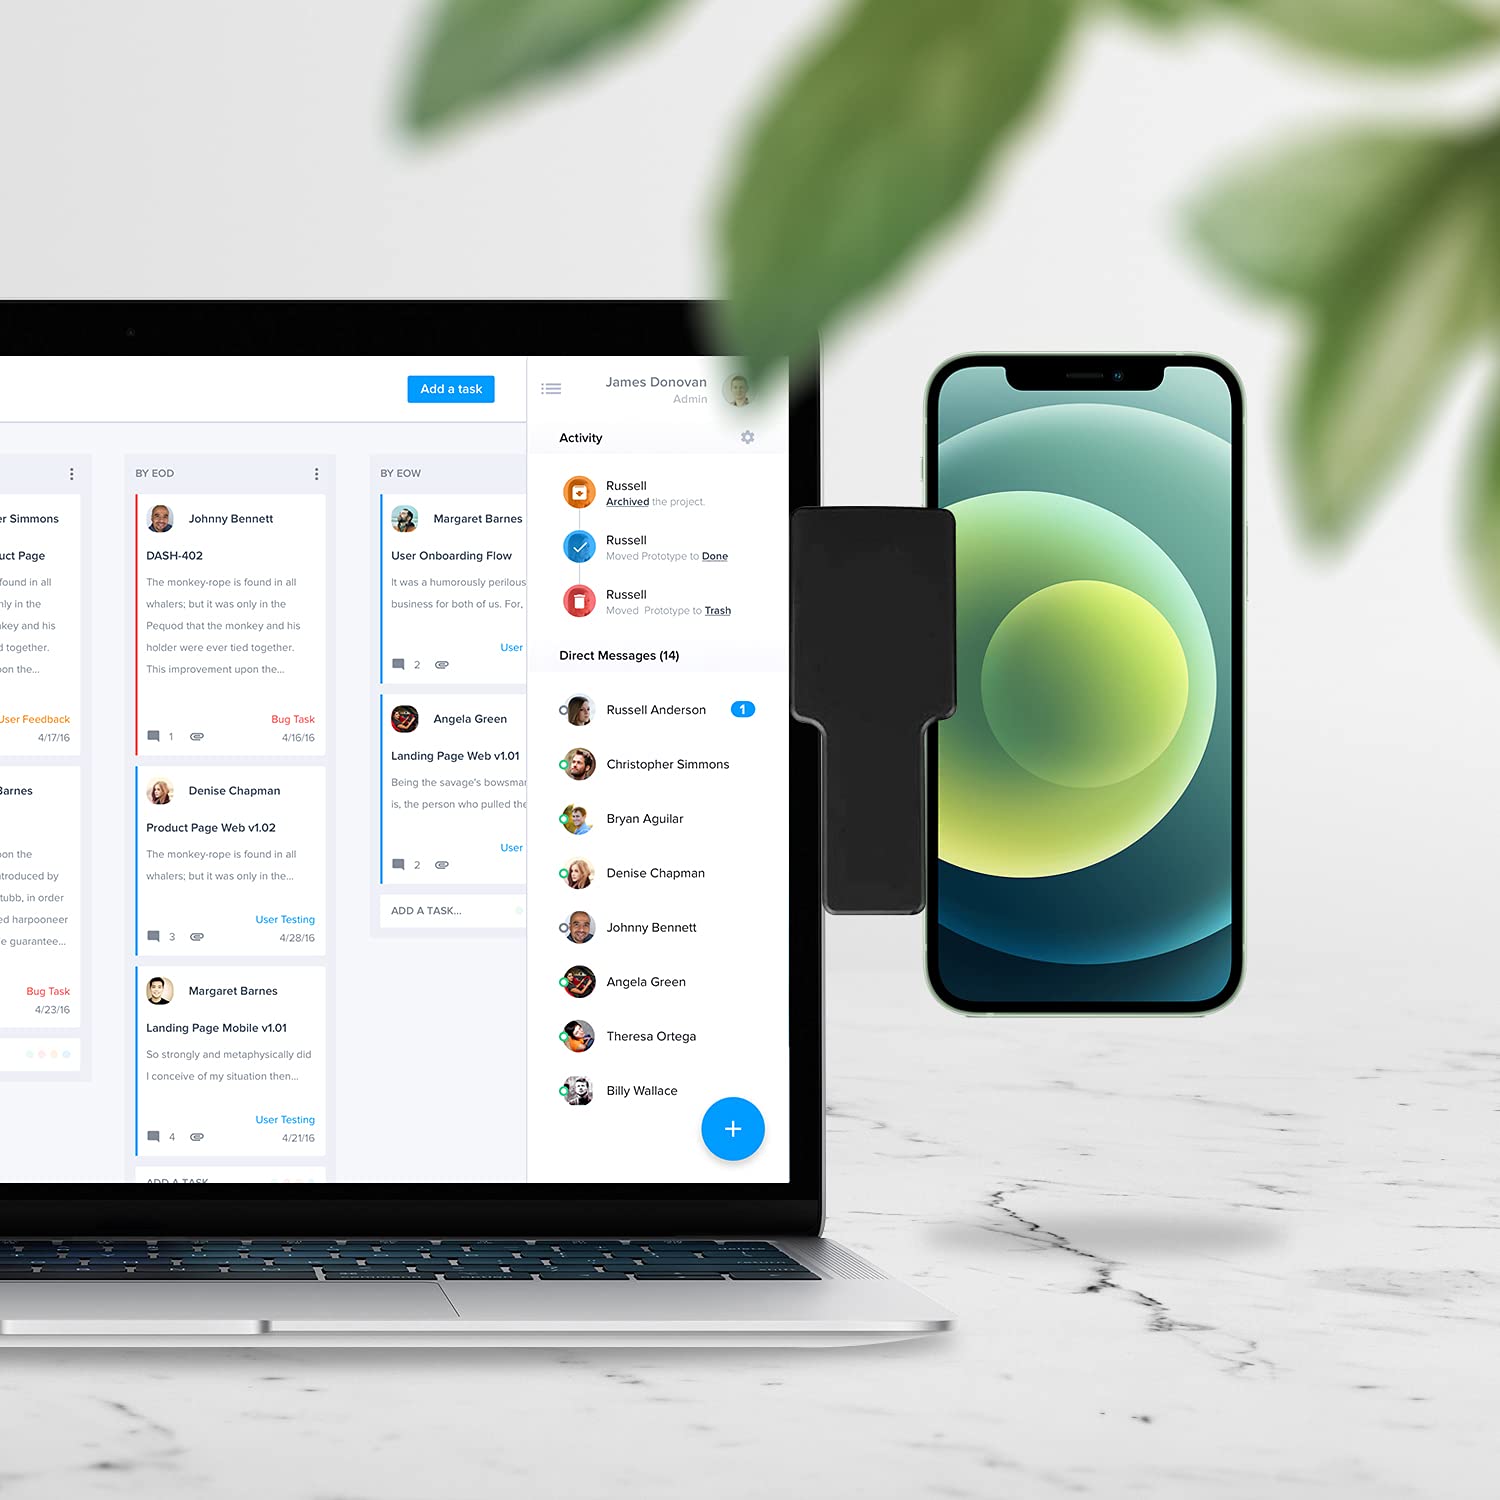 Add a task
James Donovan
Admin
Activity
Russell
Archived the project.
Russell
Moved Prototype to Done
Russell
Moved Prototype to Trash
Direct Messages (14)
Russell Anderson 1
Christopher Simmons
Bryan Aguilar
Denise Chapman
Johnny Bennett
Angela Green
Theresa Ortega
Billy Wallace
+
er Simmons
uct Page
found in all
nly in the
key and his
d together.
on the...
User Feedback
4/17/16
Barnes
on the
troduced by
tubb, in order
ed harpooneer
e guarantee...
Bug Task
4/23/16
BY EOD
Johnny Bennett
DASH-402
The monkey-rope is found in all
whalers; but it was only in the
Pequod that the monkey and his
holder were ever tied together.
This improvement upon the...
Bug Task
1
4/16/16
Denise Chapman
Product Page Web v1.02
The monkey-rope is found in all
whalers; but it was only in the...
User Testing
3
4/28/16
Margaret Barnes
Landing Page Mobile v1.01
So strongly and metaphysically did
I conceive of my situation then...
User Testing
4
4/21/16
ADD A TASK
BY EOW
Margaret Barnes
User Onboarding Flow
It was a humorously perilous
business for both of us. For,
User
2
Angela Green
Landing Page Web v1.01
Being the savage's bowsma
is, the person who pulled the
User
2
ADD A TASK...
delete
return
shift
command option